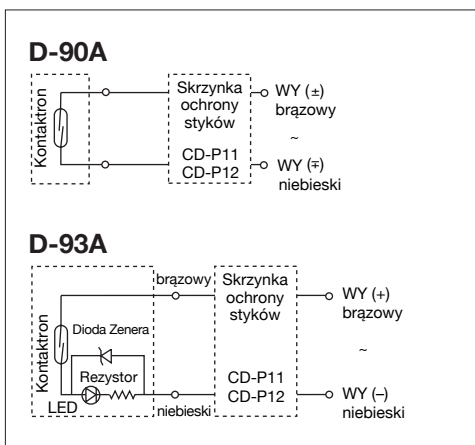 D-90A
Kontaktron
Skrzynka
ochrony
styków
CD-P11
CD-P12
WY (±)
brązowy
~
WY (∓)
niebieski
D-93A
Kontaktron
brązowy
Dioda Zenera
Rezystor
LED
niebieski
Skrzynka
ochrony
styków
CD-P11
CD-P12
WY (+)
brązowy
~
WY (–)
niebieski